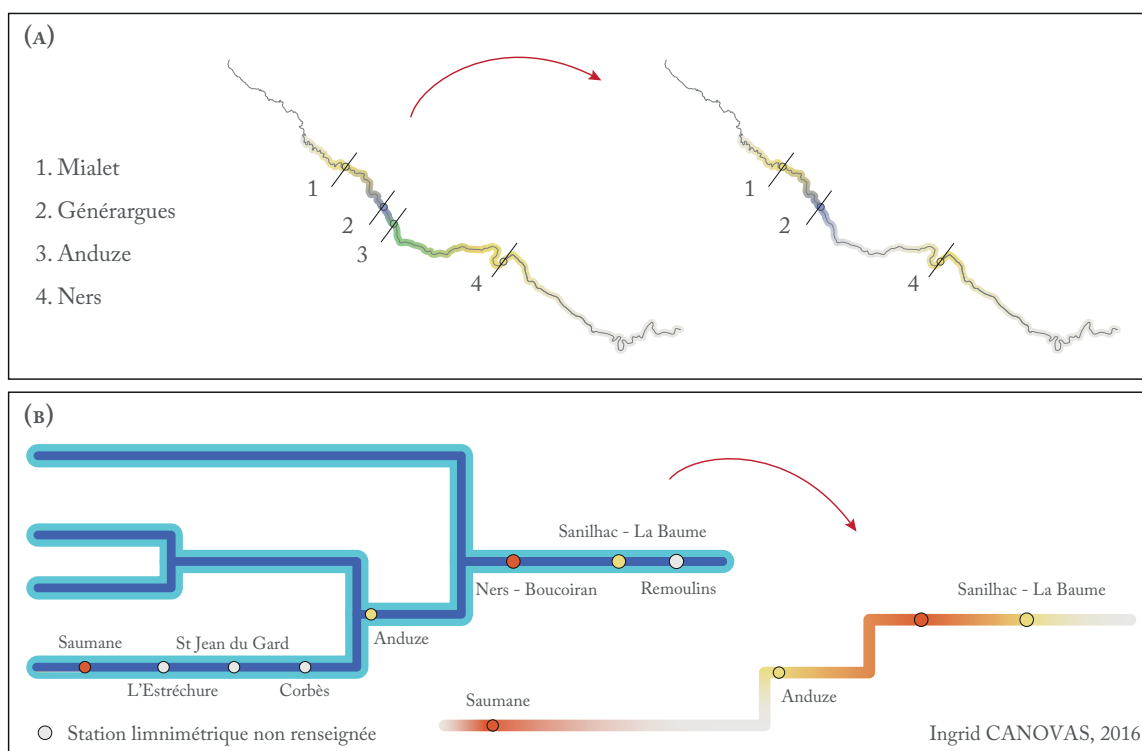 (A)
1. Mialet
2. Générargues
3. Anduze
4. Ners
1
2
3
4
1
2
4
(B)
Sanilhac - La Baume
Ners - Boucoiran
Remoulins
Anduze
Saumane
St Jean du Gard
L'Estréchure
Corbès
Sanilhac - La Baume
Anduze
Saumane
Station limnimétrique non renseignée
Ingrid CANOVAS, 2016